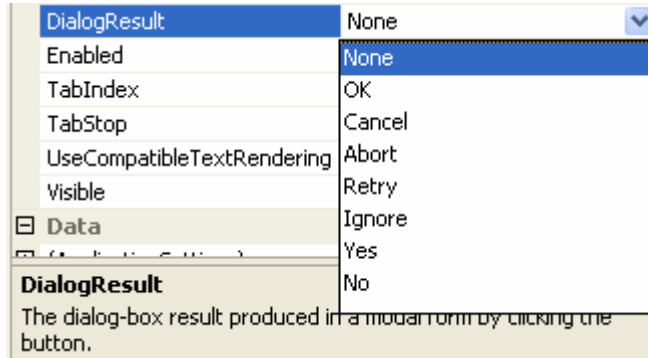 DialogResult None
Enabled None
TabIndex OK
TabStop Cancel
UseCompatibleTextRendering Abort
Visible Retry
Data Ignore
Yes
No
DialogResult
The dialog-box result produced in a modal form by clicking the
button.